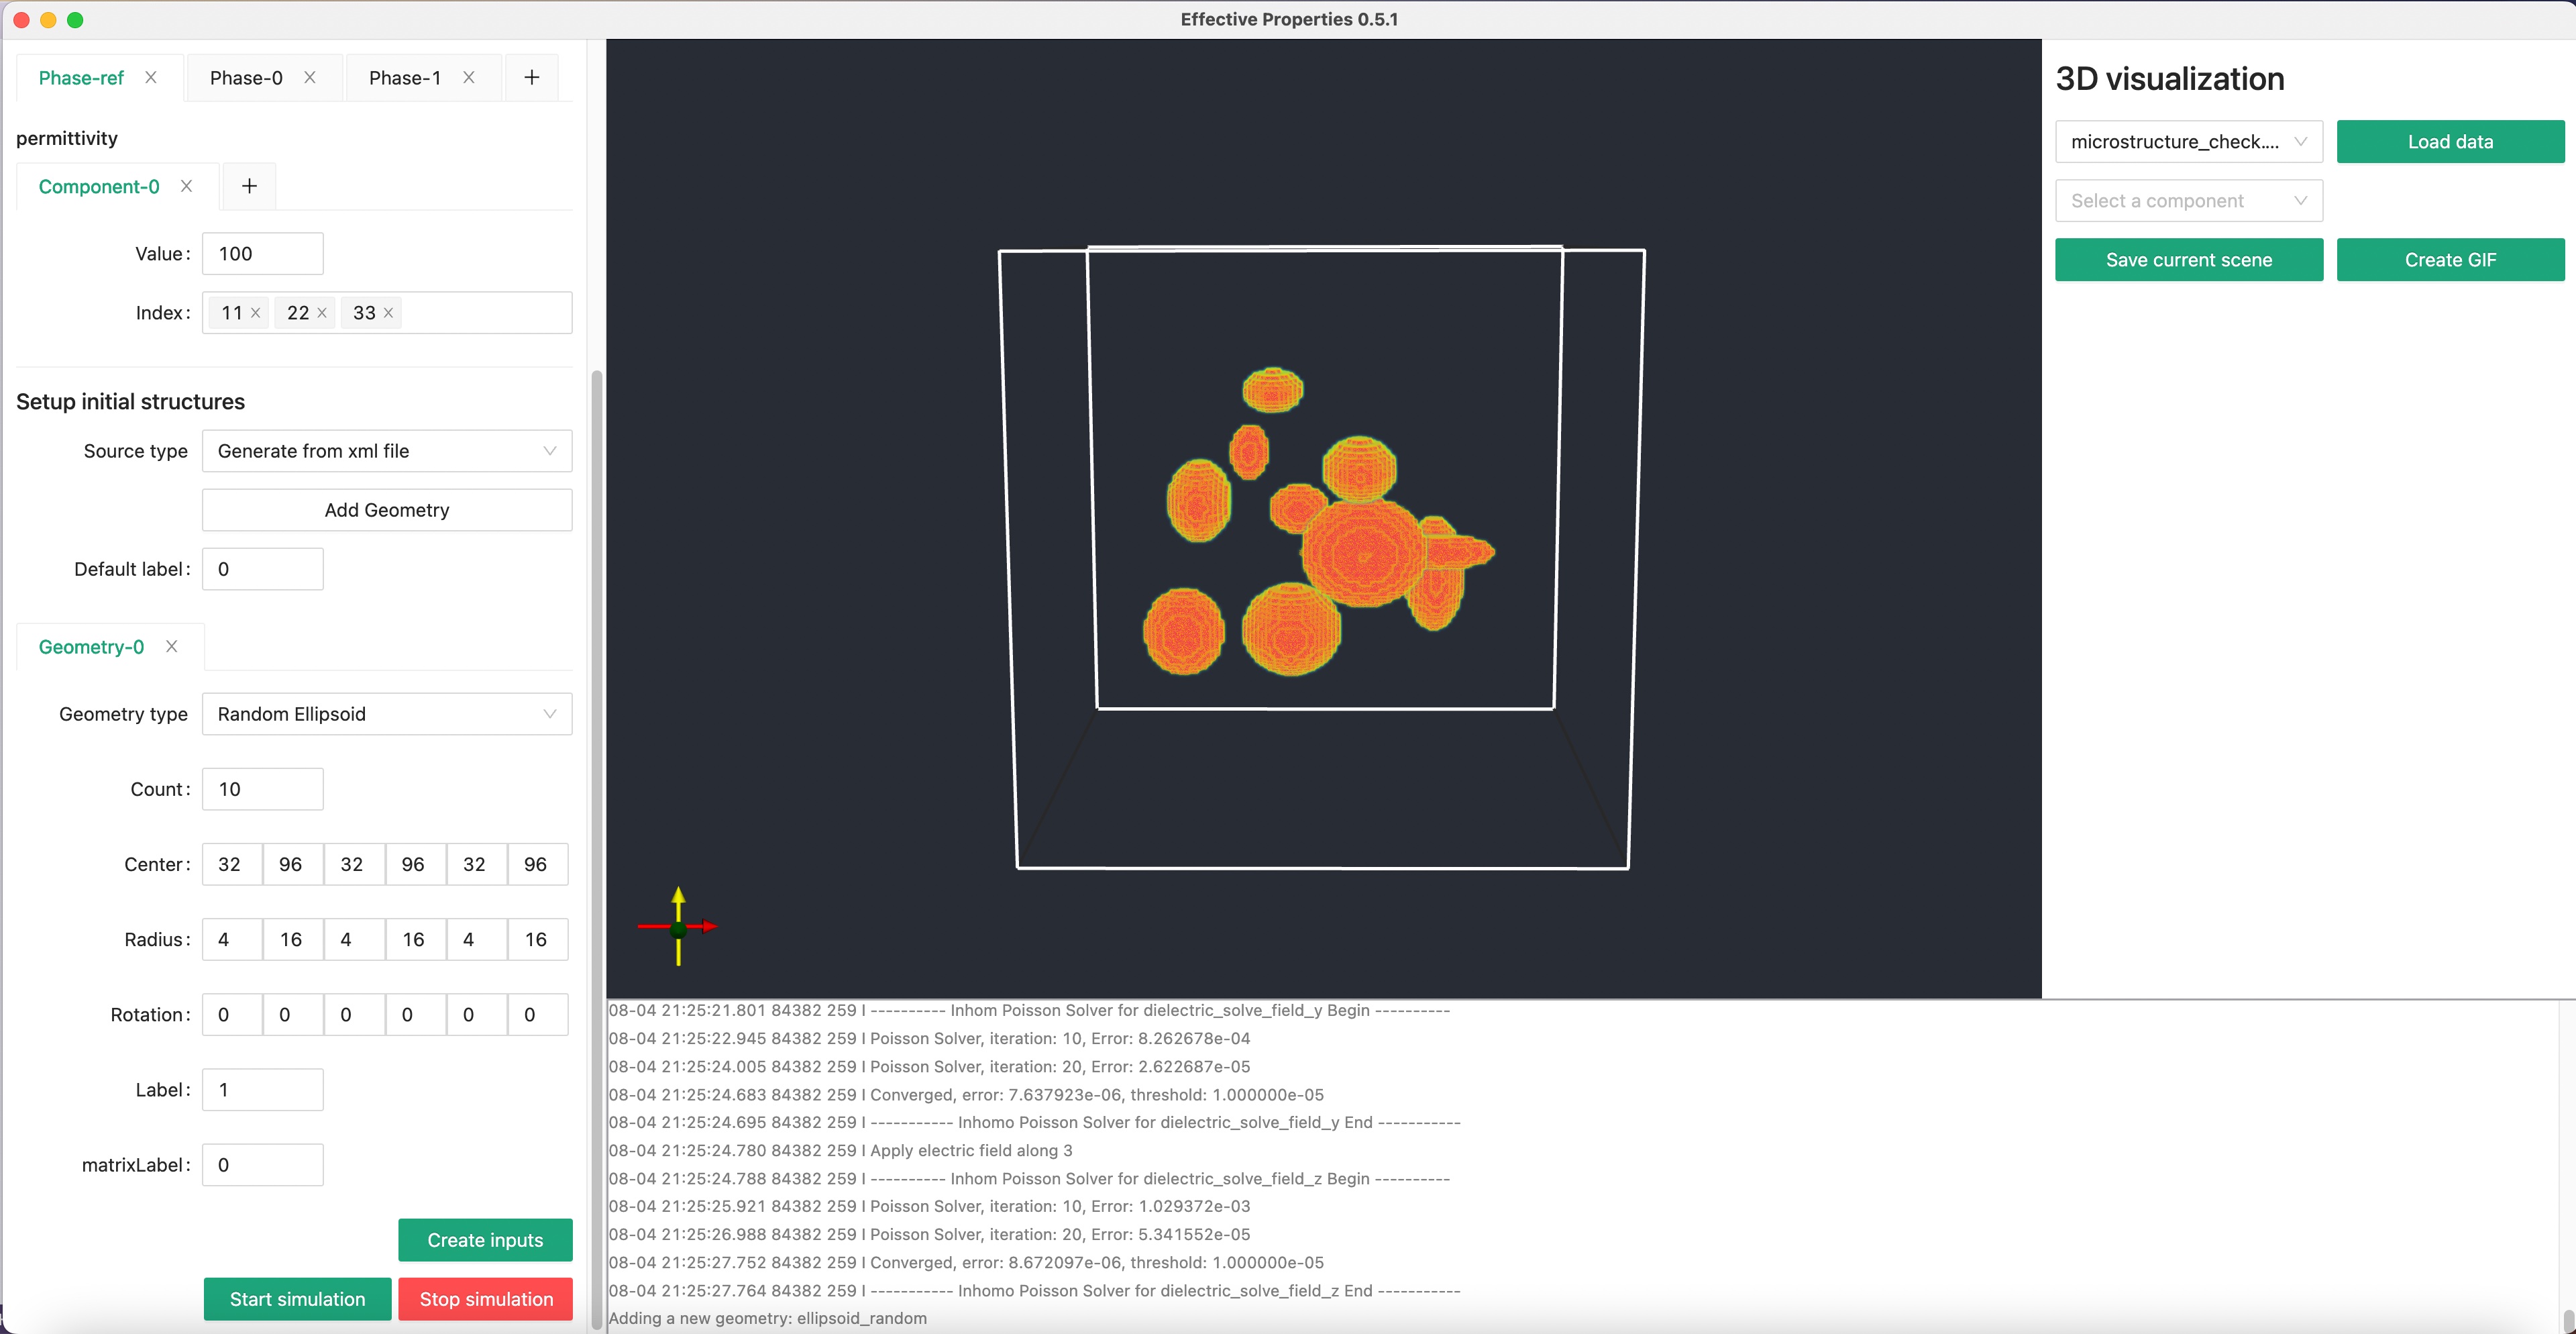 Effective Properties 0.5.1
Phase-ref Phase-0 Phase-1 +
permittivity
Component-0 +
Value: 100
Index: 11 22 33
Setup initial structures
Source type Generate from xml file
Add Geometry
Default label: 0
Geometry-0
Geometry type Random Ellipsoid
Count: 10
Center: 32 96 32 96 32 96
Radius: 4 16 4 16 4 16
Rotation: 0 0 0 0 0 0
Label: 1
matrixLabel: 0
Create inputs
Start simulation Stop simulation
08-04 21:25:21.801 84382 259 I ---------- Inhom Poisson Solver for dielectric_solve_field_y Begin ----------
08-04 21:25:22.945 84382 259 I Poisson Solver, iteration: 10, Error: 8.262678e-04
08-04 21:25:24.005 84382 259 I Poisson Solver, iteration: 20, Error: 2.622687e-05
08-04 21:25:24.683 84382 259 I Converged, error: 7.637923e-06, threshold: 1.000000e-05
08-04 21:25:24.695 84382 259 I ----------- Inhomo Poisson Solver for dielectric_solve_field_y End -----------
08-04 21:25:24.780 84382 259 I Apply electric field along 3
08-04 21:25:24.788 84382 259 I ---------- Inhom Poisson Solver for dielectric_solve_field_z Begin ----------
08-04 21:25:25.921 84382 259 I Poisson Solver, iteration: 10, Error: 1.029372e-03
08-04 21:25:26.988 84382 259 I Poisson Solver, iteration: 20, Error: 5.341552e-05
08-04 21:25:27.752 84382 259 I Converged, error: 8.672097e-06, threshold: 1.000000e-05
08-04 21:25:27.764 84382 259 I ----------- Inhomo Poisson Solver for dielectric_solve_field_z End -----------
Adding a new geometry: ellipsoid_random
3D visualization
microstructure_check.... Load data
Select a component
Save current scene Create GIF